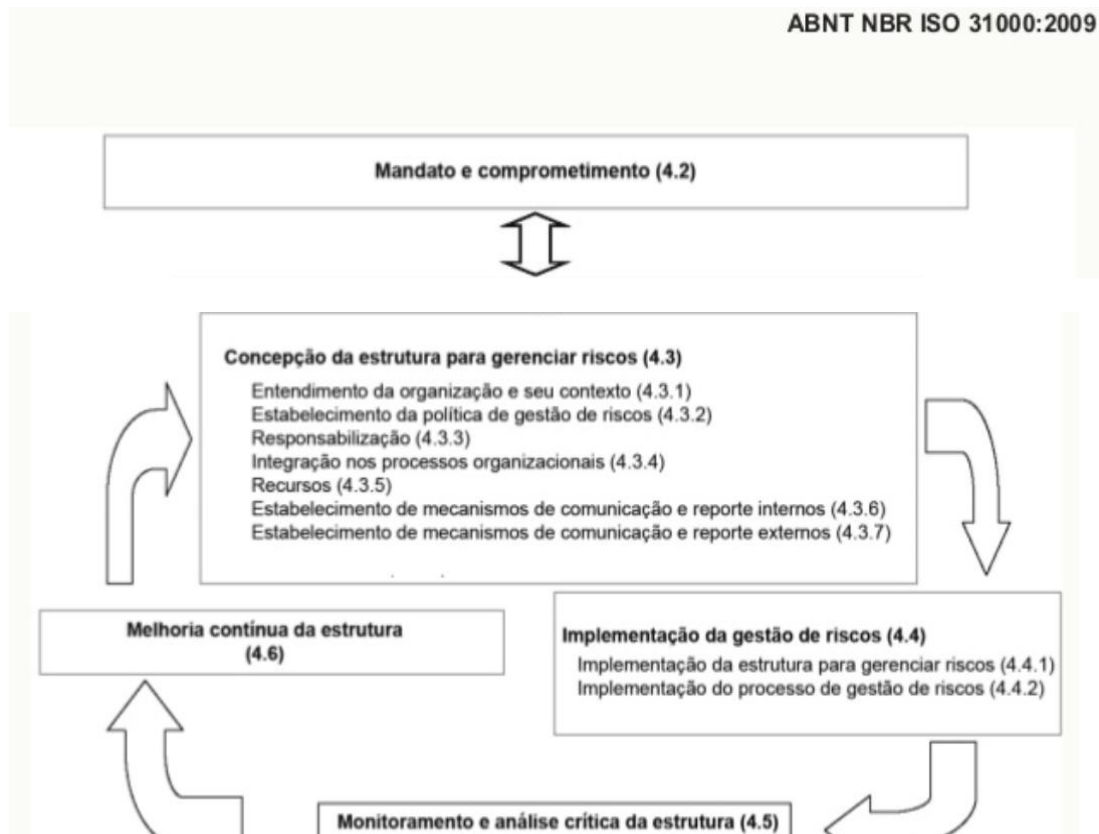 ABNT NBR ISO 31000:2009
Mandato e comprometimento (4.2)
Concepção da estrutura para gerenciar riscos (4.3)
Entendimento da organização e seu contexto (4.3.1)
Estabelecimento da política de gestão de riscos (4.3.2)
Responsabilização (4.3.3)
Integração nos processos organizacionais (4.3.4)
Recursos (4.3.5)
Estabelecimento de mecanismos de comunicação e reporte internos (4.3.6)
Estabelecimento de mecanismos de comunicação e reporte externos (4.3.7)
Melhoria contínua da estrutura
(4.6)
Implementação da gestão de riscos (4.4)
Implementação da estrutura para gerenciar riscos (4.4.1)
Implementação do processo de gestão de riscos (4.4.2)
Monitoramento e análise crítica da estrutura (4.5)